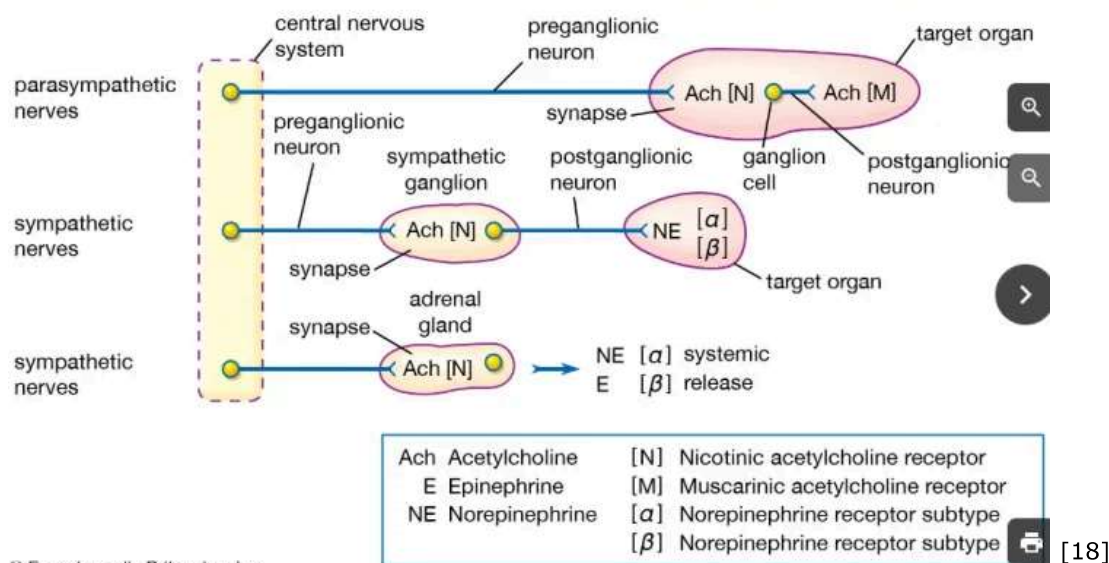 central nervous
system
preganglionic
neuron
target organ
parasympathetic
nerves
Ach [N]
Ach [M]
synapse
preganglionic
neuron
sympathetic
ganglion
postganglionic
neuron
ganglion
cell
postganglionic
neuron
sympathetic
nerves
Ach [N]
NE [α]
[β]
synapse
target organ
adrenal
gland
synapse
sympathetic
nerves
Ach [N]
NE [α] systemic
E [β] release
Ach Acetylcholine [N] Nicotinic acetylcholine receptor
E Epinephrine [M] Muscarinic acetylcholine receptor
NE Norepinephrine [α] Norepinephrine receptor subtype
[β] Norepinephrine receptor subtype
[18]